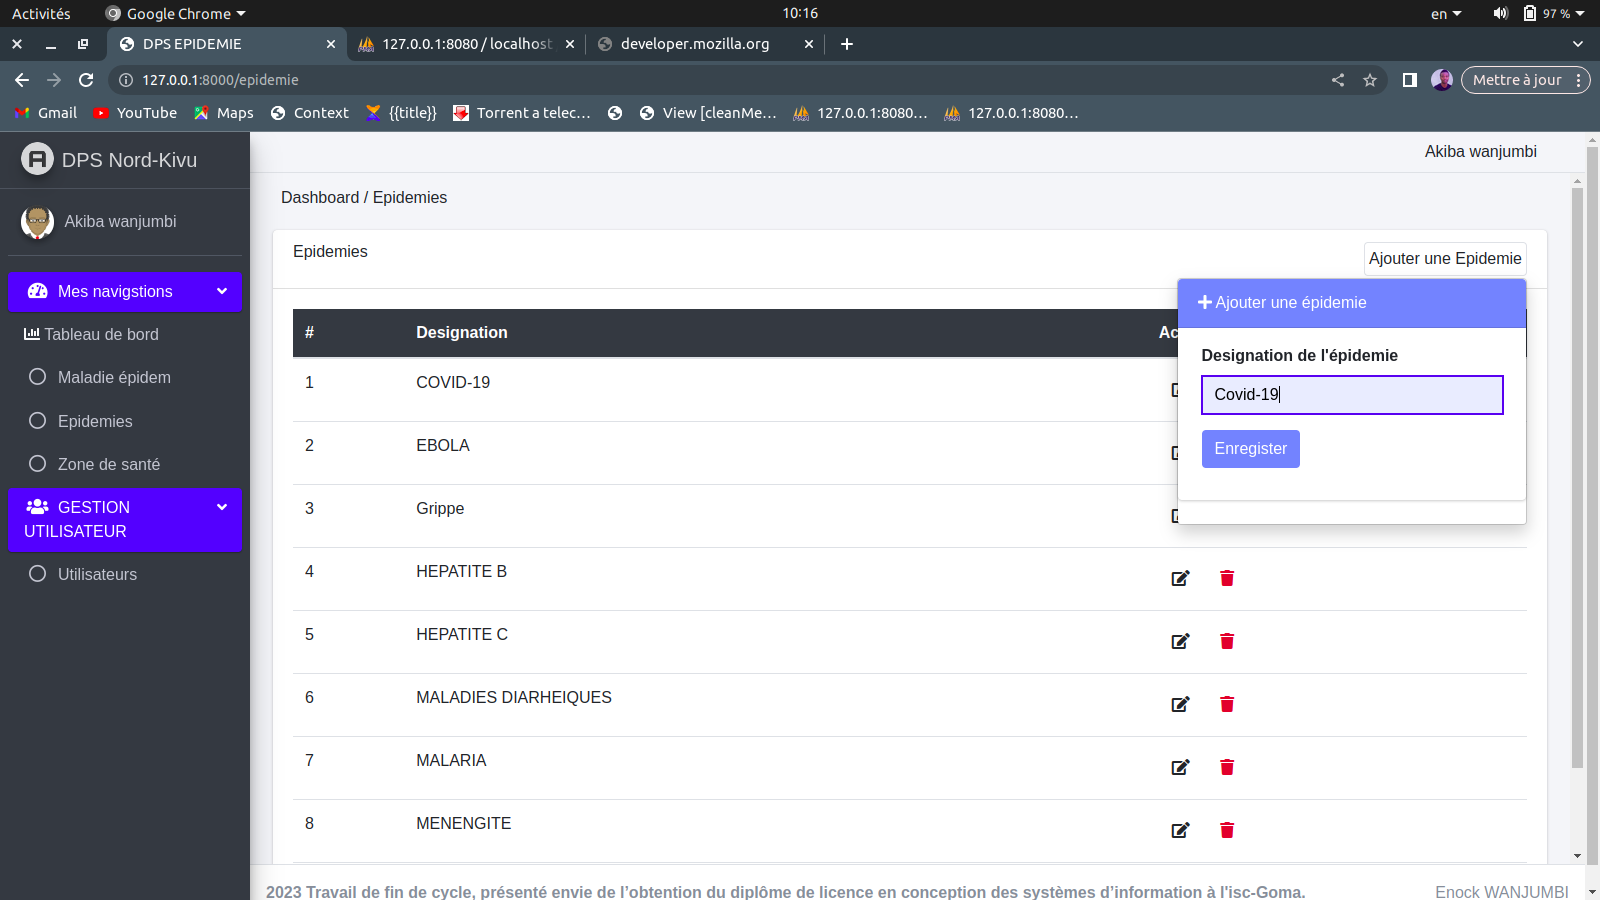 Activités
Google Chrome
10:16
en
97 %
DPS EPIDEMIE
127.0.0.1:8080 / localhost
developer.mozilla.org
127.0.0.1:8000/epidemie
Mettre à jour
Gmail
YouTube
Maps
Context
{{title}}
Torrent a telec...
View [cleanMe...
127.0.0.1:8080...
127.0.0.1:8080...
DPS Nord-Kivu
Akiba wanjumbi
Akiba wanjumbi
Mes navigstions
Tableau de bord
Maladie épidem
Epidemies
Zone de santé
GESTION
UTILISATEUR
Utilisateurs
Dashboard / Epidemies
Epidemies
Ajouter une Epidemie
Ajouter une épidemie
Designation de l'épidemie
Covid-19
Enregister
# Designation Ac
1 COVID-19
2 EBOLA
3 Grippe
4 HEPATITE B
5 HEPATITE C
6 MALADIES DIARHEIQUES
7 MALARIA
8 MENENGITE
2023 Travail de fin de cycle, présenté envie de l’obtention du diplôme de licence en conception des systèmes d’information à l'isc-Goma.
Enock WANJUMBI